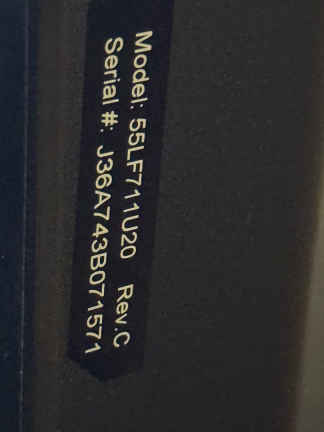 Model: 55LF711U20 Rev.C
Serial #: J36A743B071571